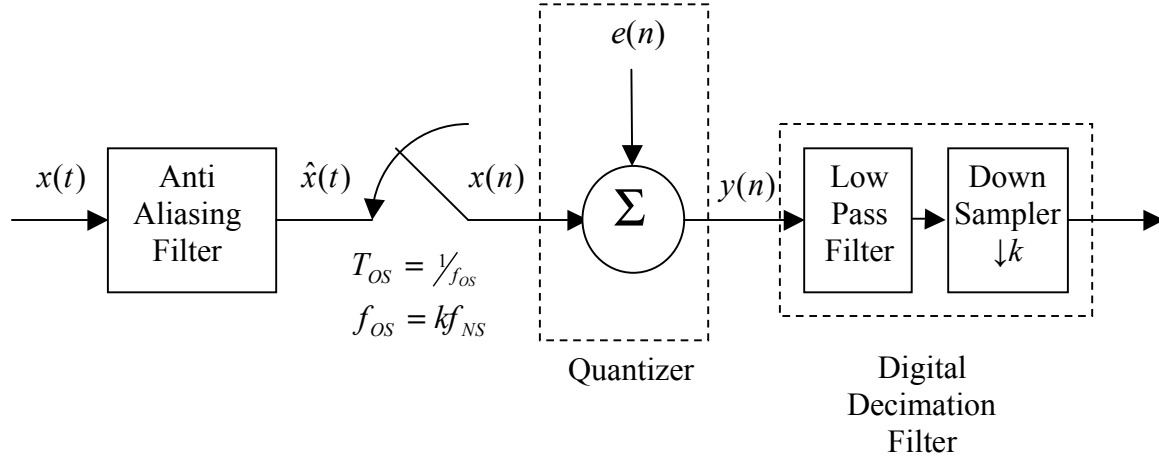 e(n)
x(t)
Anti
Aliasing
Filter
x̂(t)
x(n)
T_OS = 1/f_OS
f_OS = kf_NS
Σ
y(n)
Low
Pass
Filter
Down
Sampler
↓k
Quantizer
Digital
Decimation
Filter